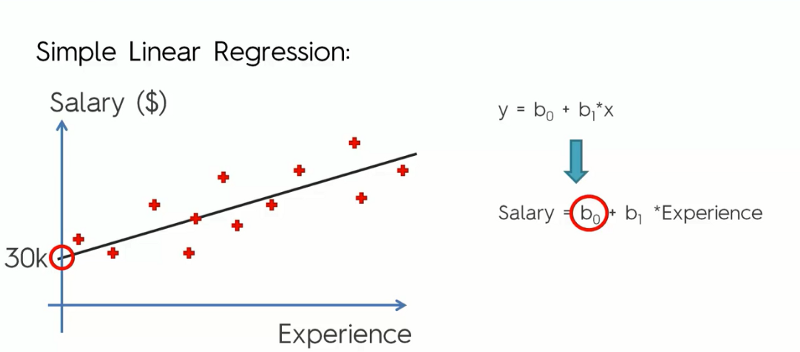 Simple Linear Regression:
Salary ($)
30k
Experience
y = b₀ + b₁*x
Salary = b₀ + b₁ *Experience